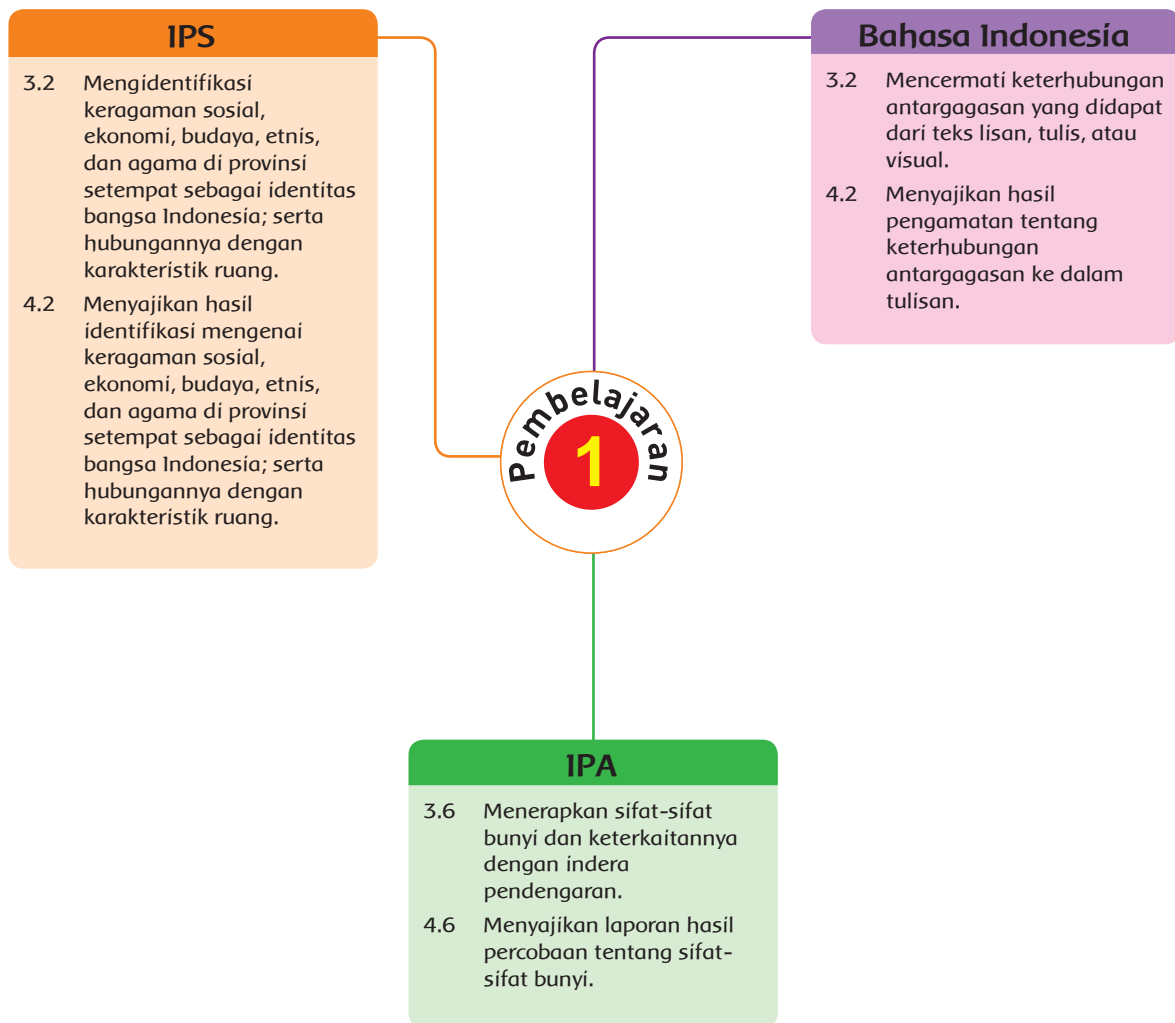 IPS
3.2 Mengidentifikasi
keragaman sosial,
ekonomi, budaya, etnis,
dan agama di provinsi
setempat sebagai identitas
bangsa Indonesia; serta
hubungannya dengan
karakteristik ruang.
4.2 Menyajikan hasil
identifikasi mengenai
keragaman sosial,
ekonomi, budaya, etnis,
dan agama di provinsi
setempat sebagai identitas
bangsa Indonesia; serta
hubungannya dengan
karakteristik ruang.
Bahasa Indonesia
3.2 Mencermati keterhubungan
antargagasan yang didapat
dari teks lisan, tulis, atau
visual.
4.2 Menyajikan hasil
pengamatan tentang
keterhubungan
antargagasan ke dalam
tulisan.
Pembelajaran
1
IPA
3.6 Menerapkan sifat-sifat
bunyi dan keterkaitannya
dengan indera
pendengaran.
4.6 Menyajikan laporan hasil
percobaan tentang sifat-
sifat bunyi.